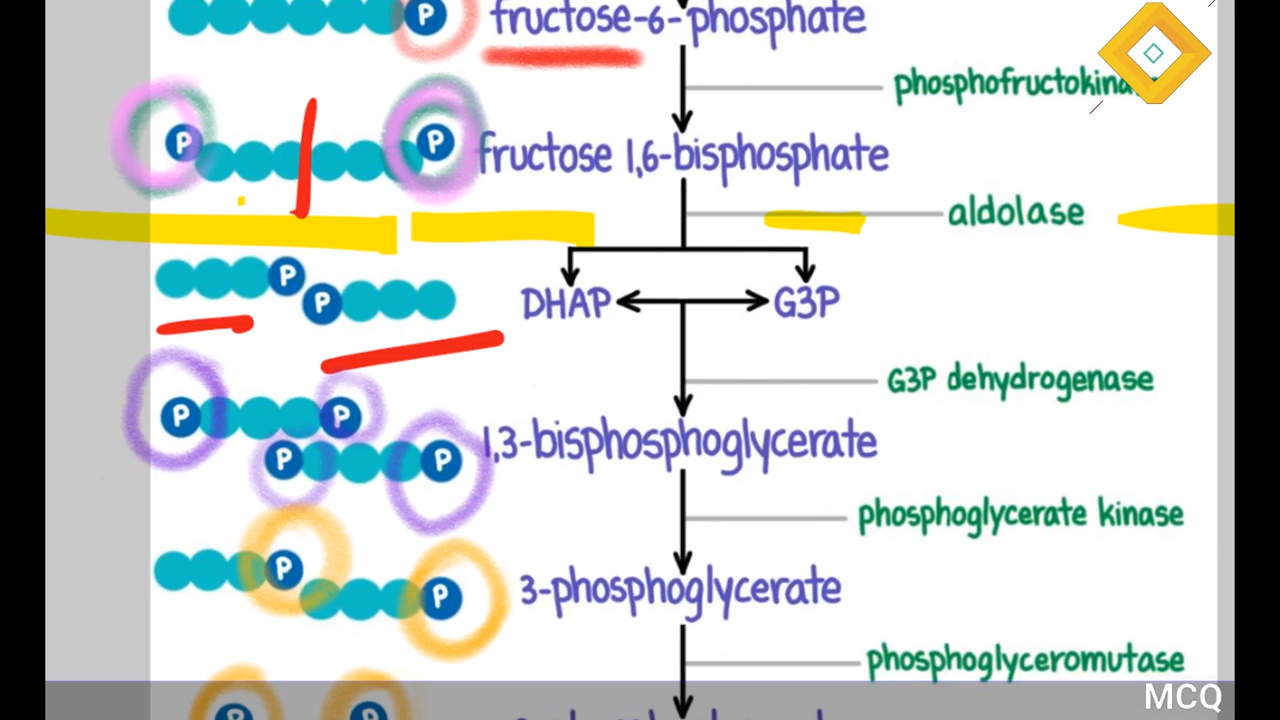 P fructose-6-phosphate
phosphofructokina
P P fructose 1,6-bisphosphate
aldolase
P P DHAP G3P
G3P dehydrogenase
P P
P P 1,3-bisphosphoglycerate
phosphoglycerate kinase
P P 3-phosphoglycerate
phosphoglyceromutase
MCQ